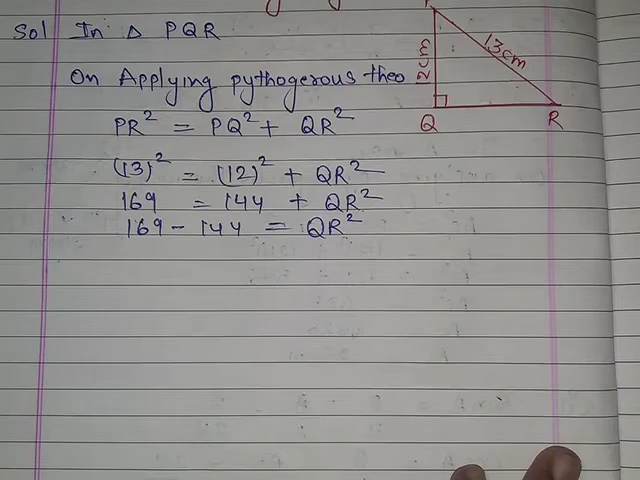 Sol In Δ PQR
On Applying pythogerous theo
PR² = PQ² + QR²
(13)² = (12)² + QR²
169 = 144 + QR²
169 - 144 = QR²
12cm
13cm
Q
R